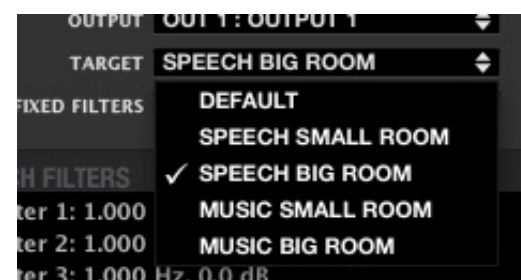 OUTPUT OUT 1 : OUTPUT 1
TARGET SPEECH BIG ROOM
FIXED FILTERS DEFAULT
SPEECH SMALL ROOM
H FILTERS ✓ SPEECH BIG ROOM
ter 1: 1.000 MUSIC SMALL ROOM
ter 2: 1.000 MUSIC BIG ROOM
ter 3: 1.000 Hz, 0.0 dB